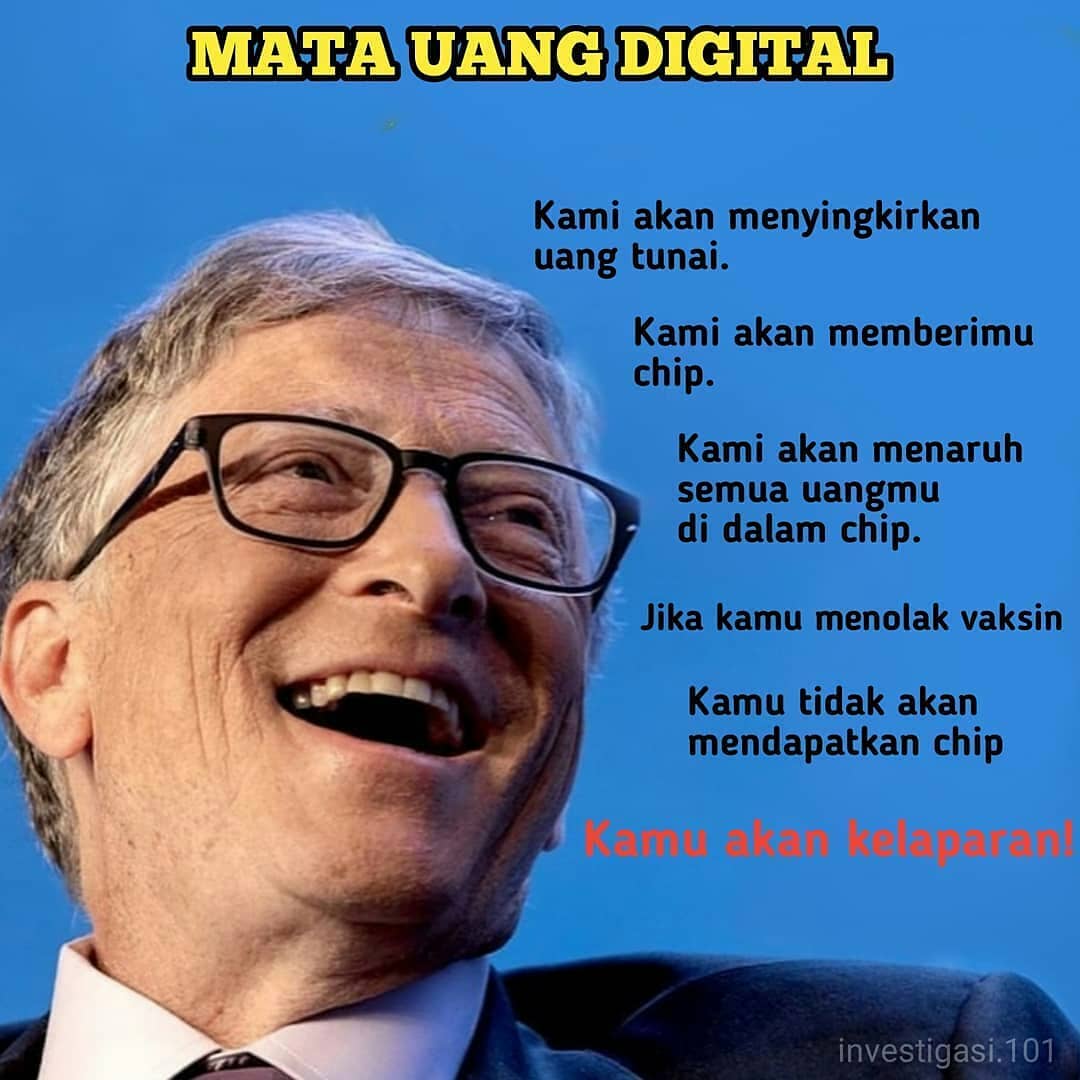 MATA UANG DIGITAL
Kami akan menyingkirkan
uang tunai.
Kami akan memberimu
chip.
Kami akan menaruh
semua uangmu
di dalam chip.
Jika kamu menolak vaksin
Kamu tidak akan
mendapatkan chip
Kamu akan kelaparan!
investigasi.101